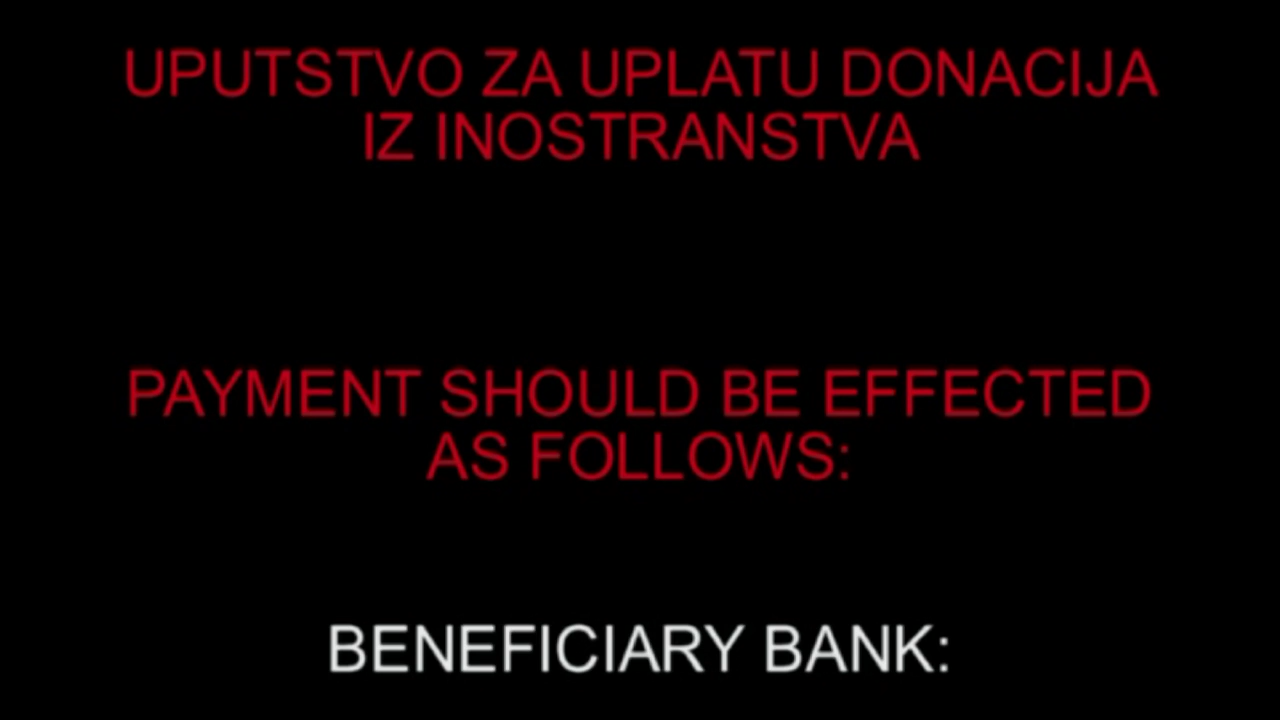 UPUTSTVO ZA UPLATU DONACIJA
IZ INOSTRANSTVA
PAYMENT SHOULD BE EFFECTED
AS FOLLOWS:
BENEFICIARY BANK: